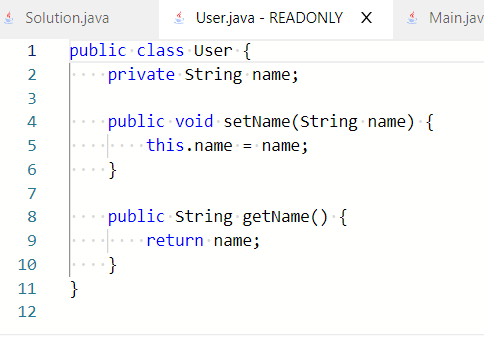 Solution.java User.java - READONLY Main.jav
1 public class User {
2 private String name;
3
4 public void setName(String name) {
5 this.name = name;
6 }
7
8 public String getName() {
9 return name;
10 }
11 }
12